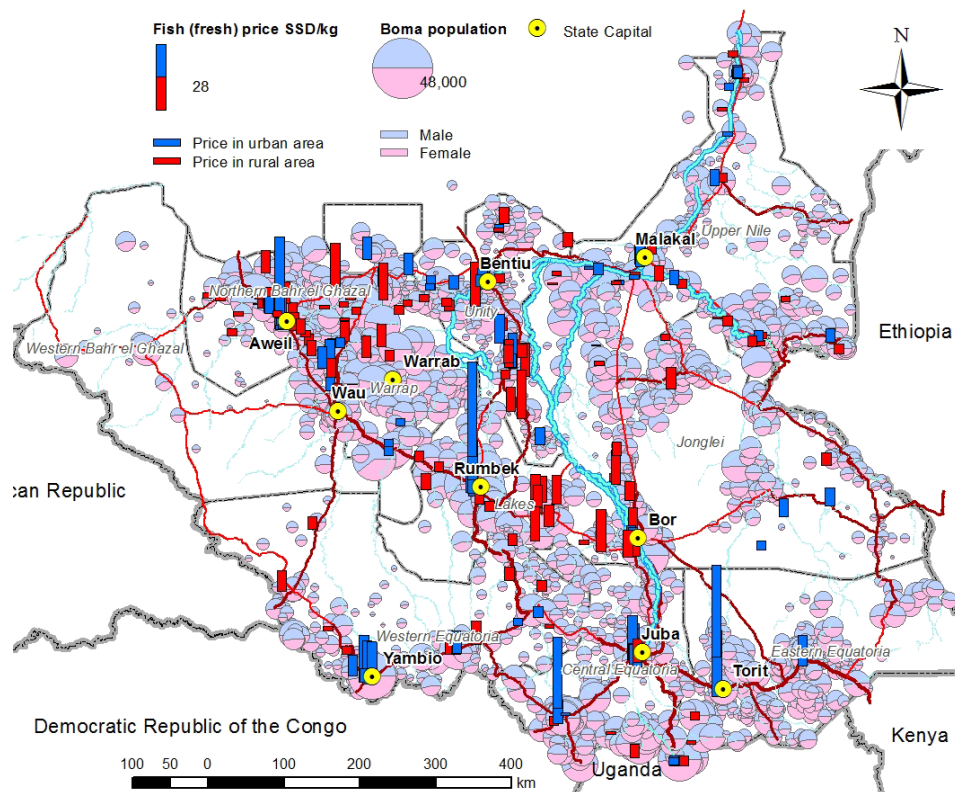 Fish (fresh) price SSD/kg
28
Price in urban area
Price in rural area
Boma population
48,000
Male
Female
State Capital
N
Malakal
Upper Nile
Bentiu
Northern Bahr el Ghazal
Unity
Aweil
Ethiopia
Western Bahr el Ghazal
Warrab
Warrap
Wau
Jonglei
Rumbek
can Republic
Lakes
Bor
Juba
Western Equatoria
Eastern Equatoria
Yambio
Central Equatoria
Torit
Democratic Republic of the Congo
Kenya
Uganda
100 0 100 200 300 400
km